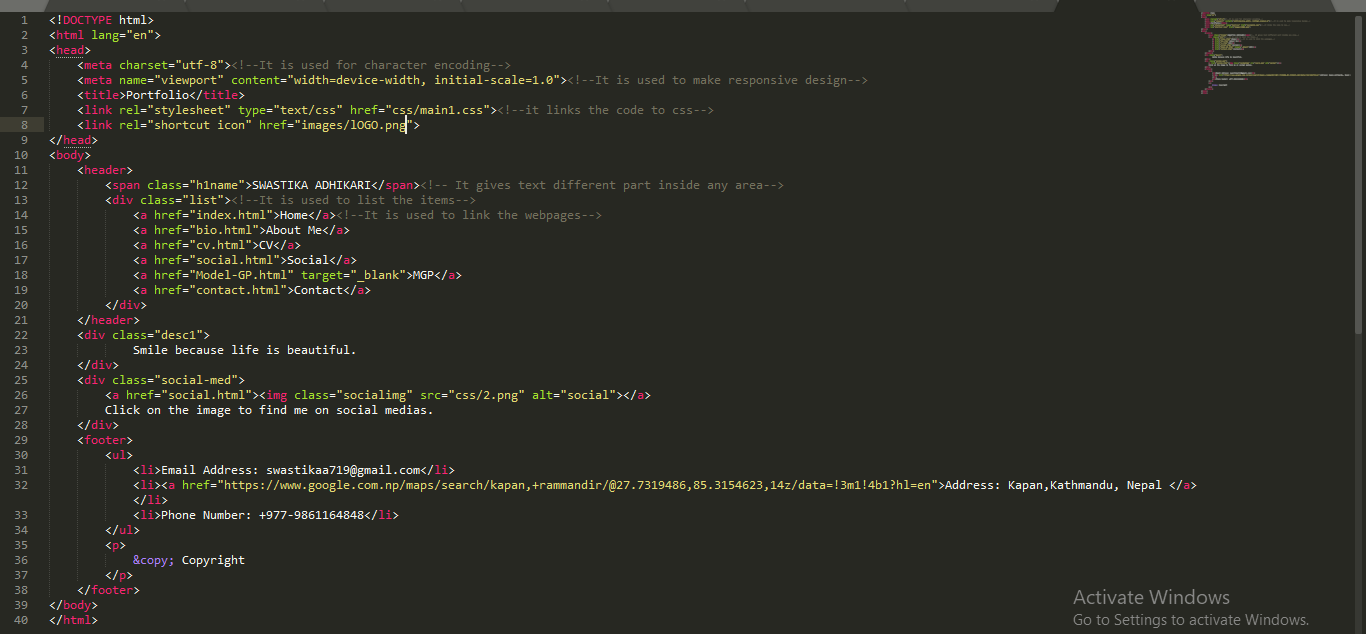 1 <!DOCTYPE html>
2 <html lang="en">
3 <head>
4 <meta charset="utf-8"><!--It is used for character encoding-->
5 <meta name="viewport" content="width=device-width, initial-scale=1.0"><!--It is used to make responsive design-->
6 <title>Portfolio</title>
7 <link rel="stylesheet" type="text/css" href="css/main1.css"><!--it links the code to css-->
8 <link rel="shortcut icon" href="images/lOGO.png">
9 </head>
10 <body>
11 <header>
12 <span class="h1name">SWASTIKA ADHIKARI</span><!-- It gives text different part inside any area-->
13 <div class="list"><!--It is used to list the items-->
14 <a href="index.html">Home</a><!--It is used to link the webpages-->
15 <a href="bio.html">About Me</a>
16 <a href="cv.html">CV</a>
17 <a href="social.html">Social</a>
18 <a href="Model-GP.html" target="_blank">MGP</a>
19 <a href="contact.html">Contact</a>
20 </div>
21 </header>
22 <div class="desc1">
23 Smile because life is beautiful.
24 </div>
25 <div class="social-med">
26 <a href="social.html"><img class="socialimg" src="css/2.png" alt="social"></a>
27 Click on the image to find me on social medias.
28 </div>
29 <footer>
30 <ul>
31 <li>Email Address: swastikaa719@gmail.com</li>
32 <li><a href="https://www.google.com.np/maps/search/kapan,+rammandir/@27.7319486,85.3154623,14z/data=!3m1!4b1?hl=en">Address: Kapan,Kathmandu, Nepal </a>
</li>
33 <li>Phone Number: +977-9861164848</li>
34 </ul>
35 <p>
36 &copy; Copyright
37 </p>
38 </footer>
39 </body>
40 </html>
Activate Windows
Go to Settings to activate Windows.